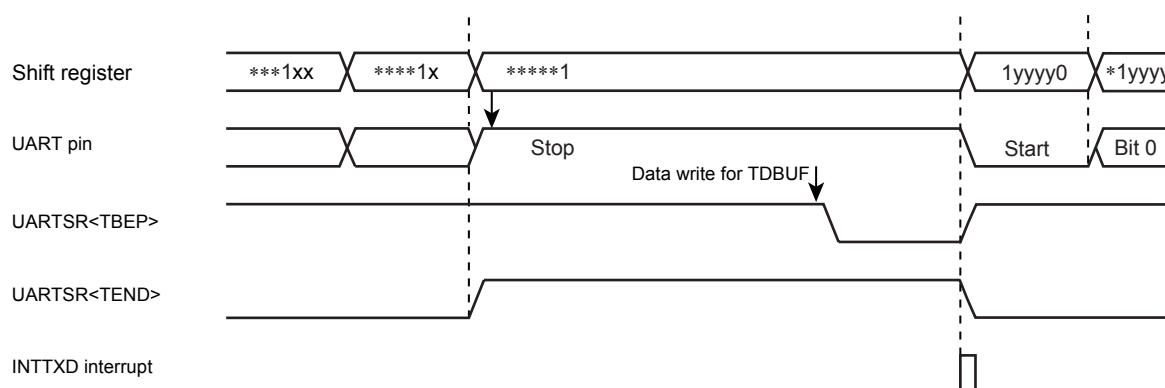 Shift register ***1xx ****1x *****1 1yyyy0 *1yyyy
UART pin Stop Start Bit 0
Data write for TDBUF
UARTSR<TBEP>
UARTSR<TEND>
INTTXD interrupt